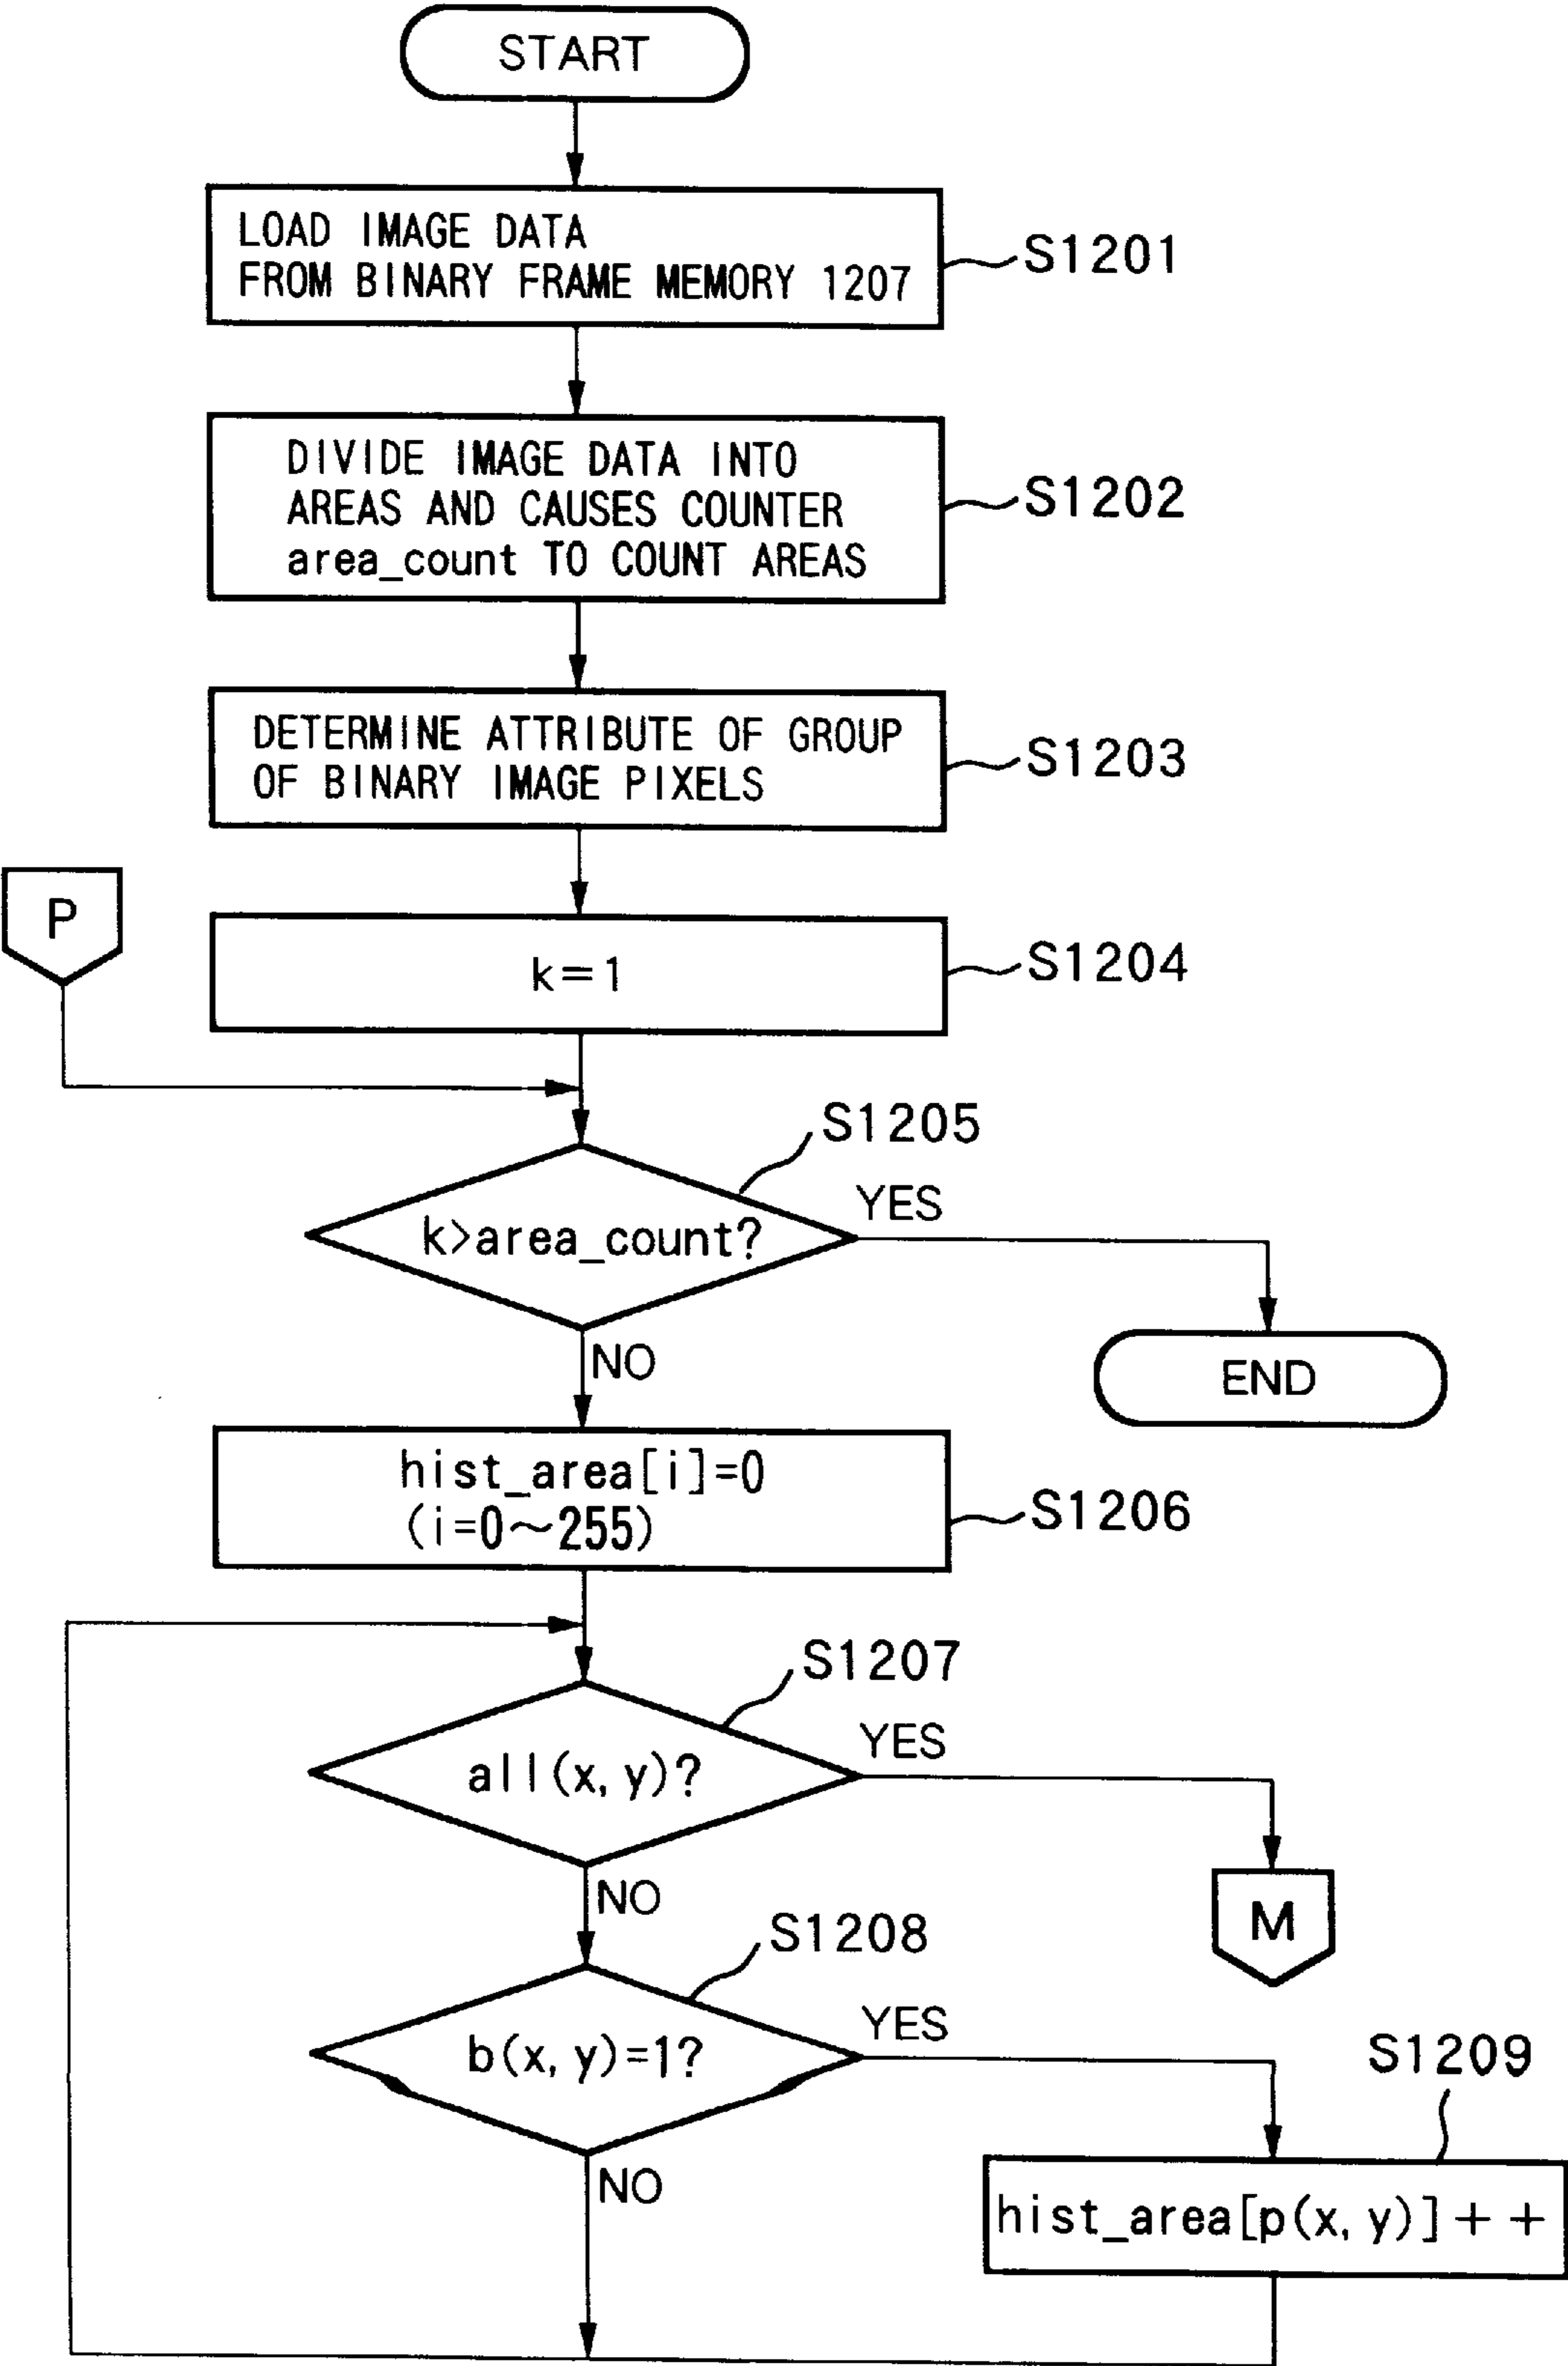 START
LOAD IMAGE DATA
FROM BINARY FRAME MEMORY 1207
S1201
DIVIDE IMAGE DATA INTO
AREAS AND CAUSES COUNTER
area_count TO COUNT AREAS
S1202
DETERMINE ATTRIBUTE OF GROUP
OF BINARY IMAGE PIXELS
S1203
P
k=1
S1204
S1205
k>area_count?
YES
NO
END
hist_area[i]=0
(i=0~255)
S1206
S1207
all(x, y)?
YES
NO
M
S1208
b(x, y)=1?
YES
NO
S1209
hist_area[p(x, y)]++